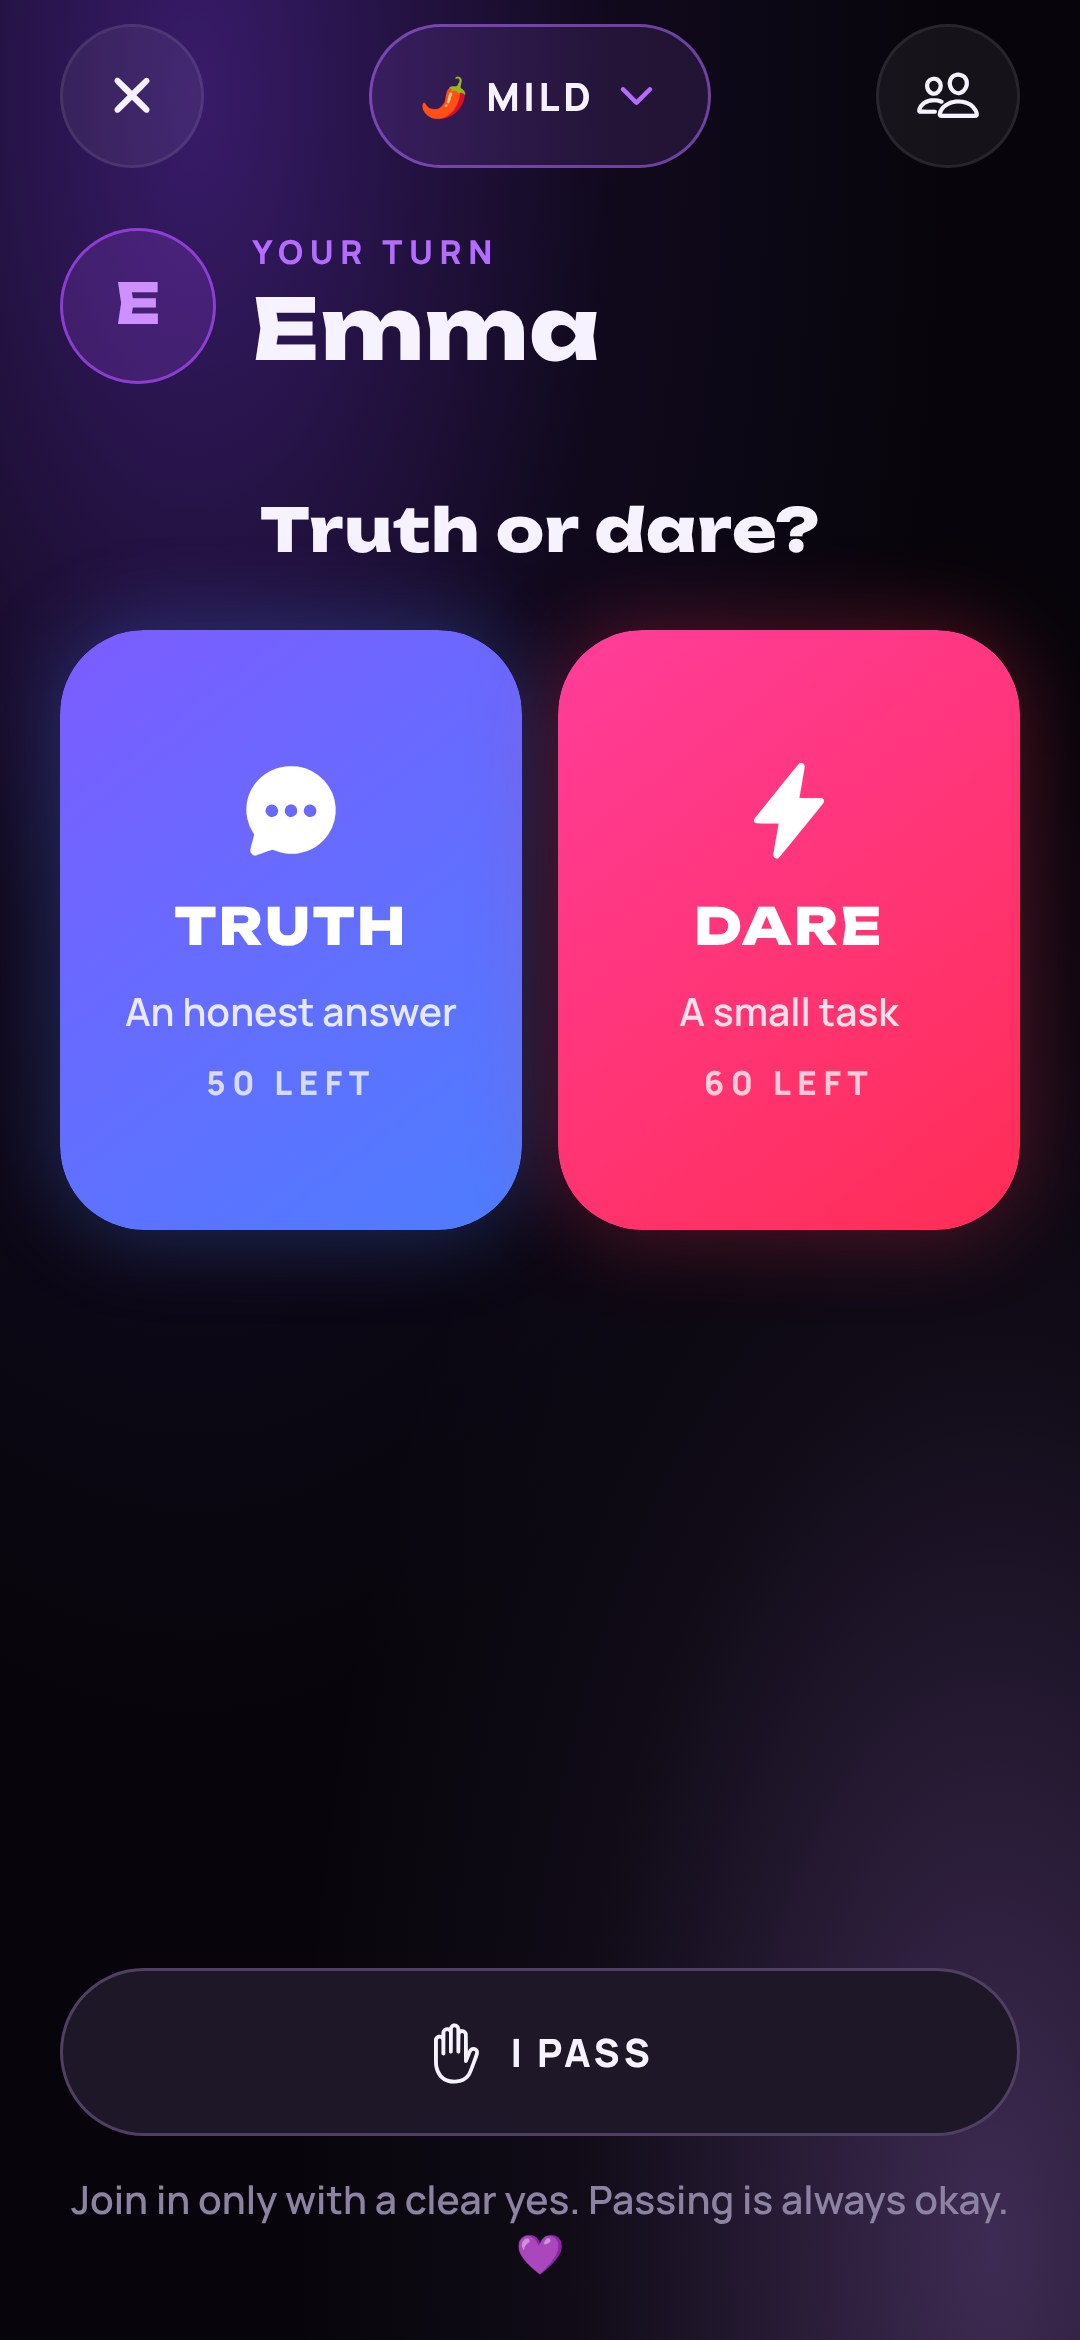 🌶️ MILD
YOUR TURN
E
Emma
Truth or dare?
TRUTH
An honest answer
50 LEFT
DARE
A small task
60 LEFT
I PASS
Join in only with a clear yes. Passing is always okay.
💜